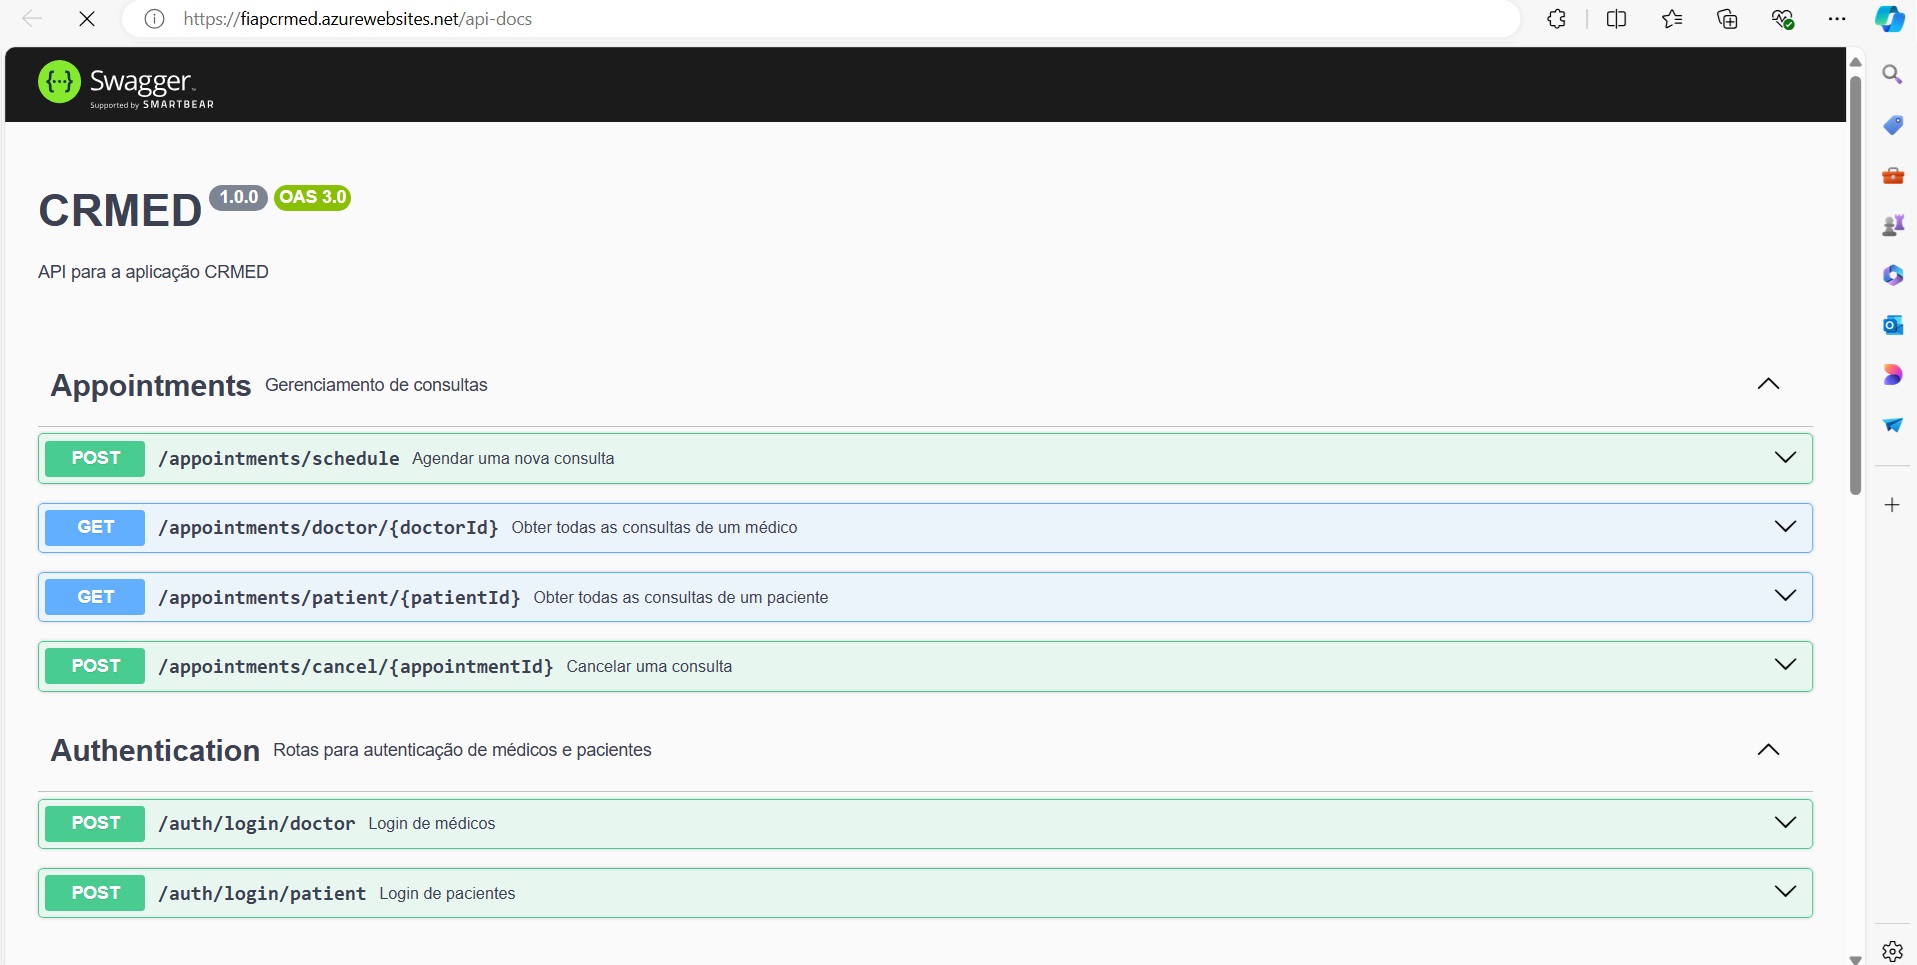 https://fiapcrmed.azurewebsites.net/api-docs
Swagger
Supported by SMARTBEAR
CRMED 1.0.0 OAS 3.0
API para a aplicação CRMED
Appointments Gerenciamento de consultas
POST /appointments/schedule Agendar uma nova consulta
GET /appointments/doctor/{doctorId} Obter todas as consultas de um médico
GET /appointments/patient/{patientId} Obter todas as consultas de um paciente
POST /appointments/cancel/{appointmentId} Cancelar uma consulta
Authentication Rotas para autenticação de médicos e pacientes
POST /auth/login/doctor Login de médicos
POST /auth/login/patient Login de pacientes